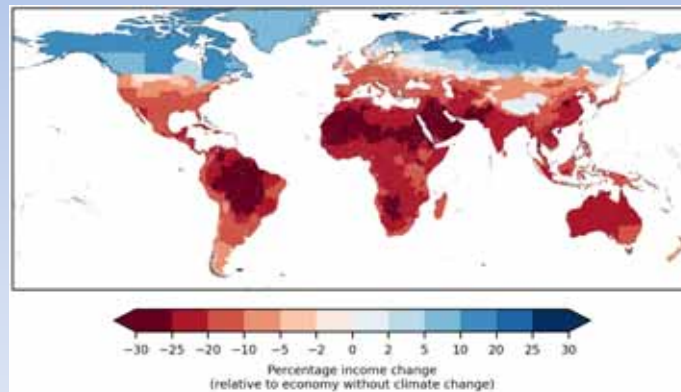 −30 −25 −20 −10 −5 −2 0 2 5 10 20 25 30
Percentage income change
(relative to economy without climate change)